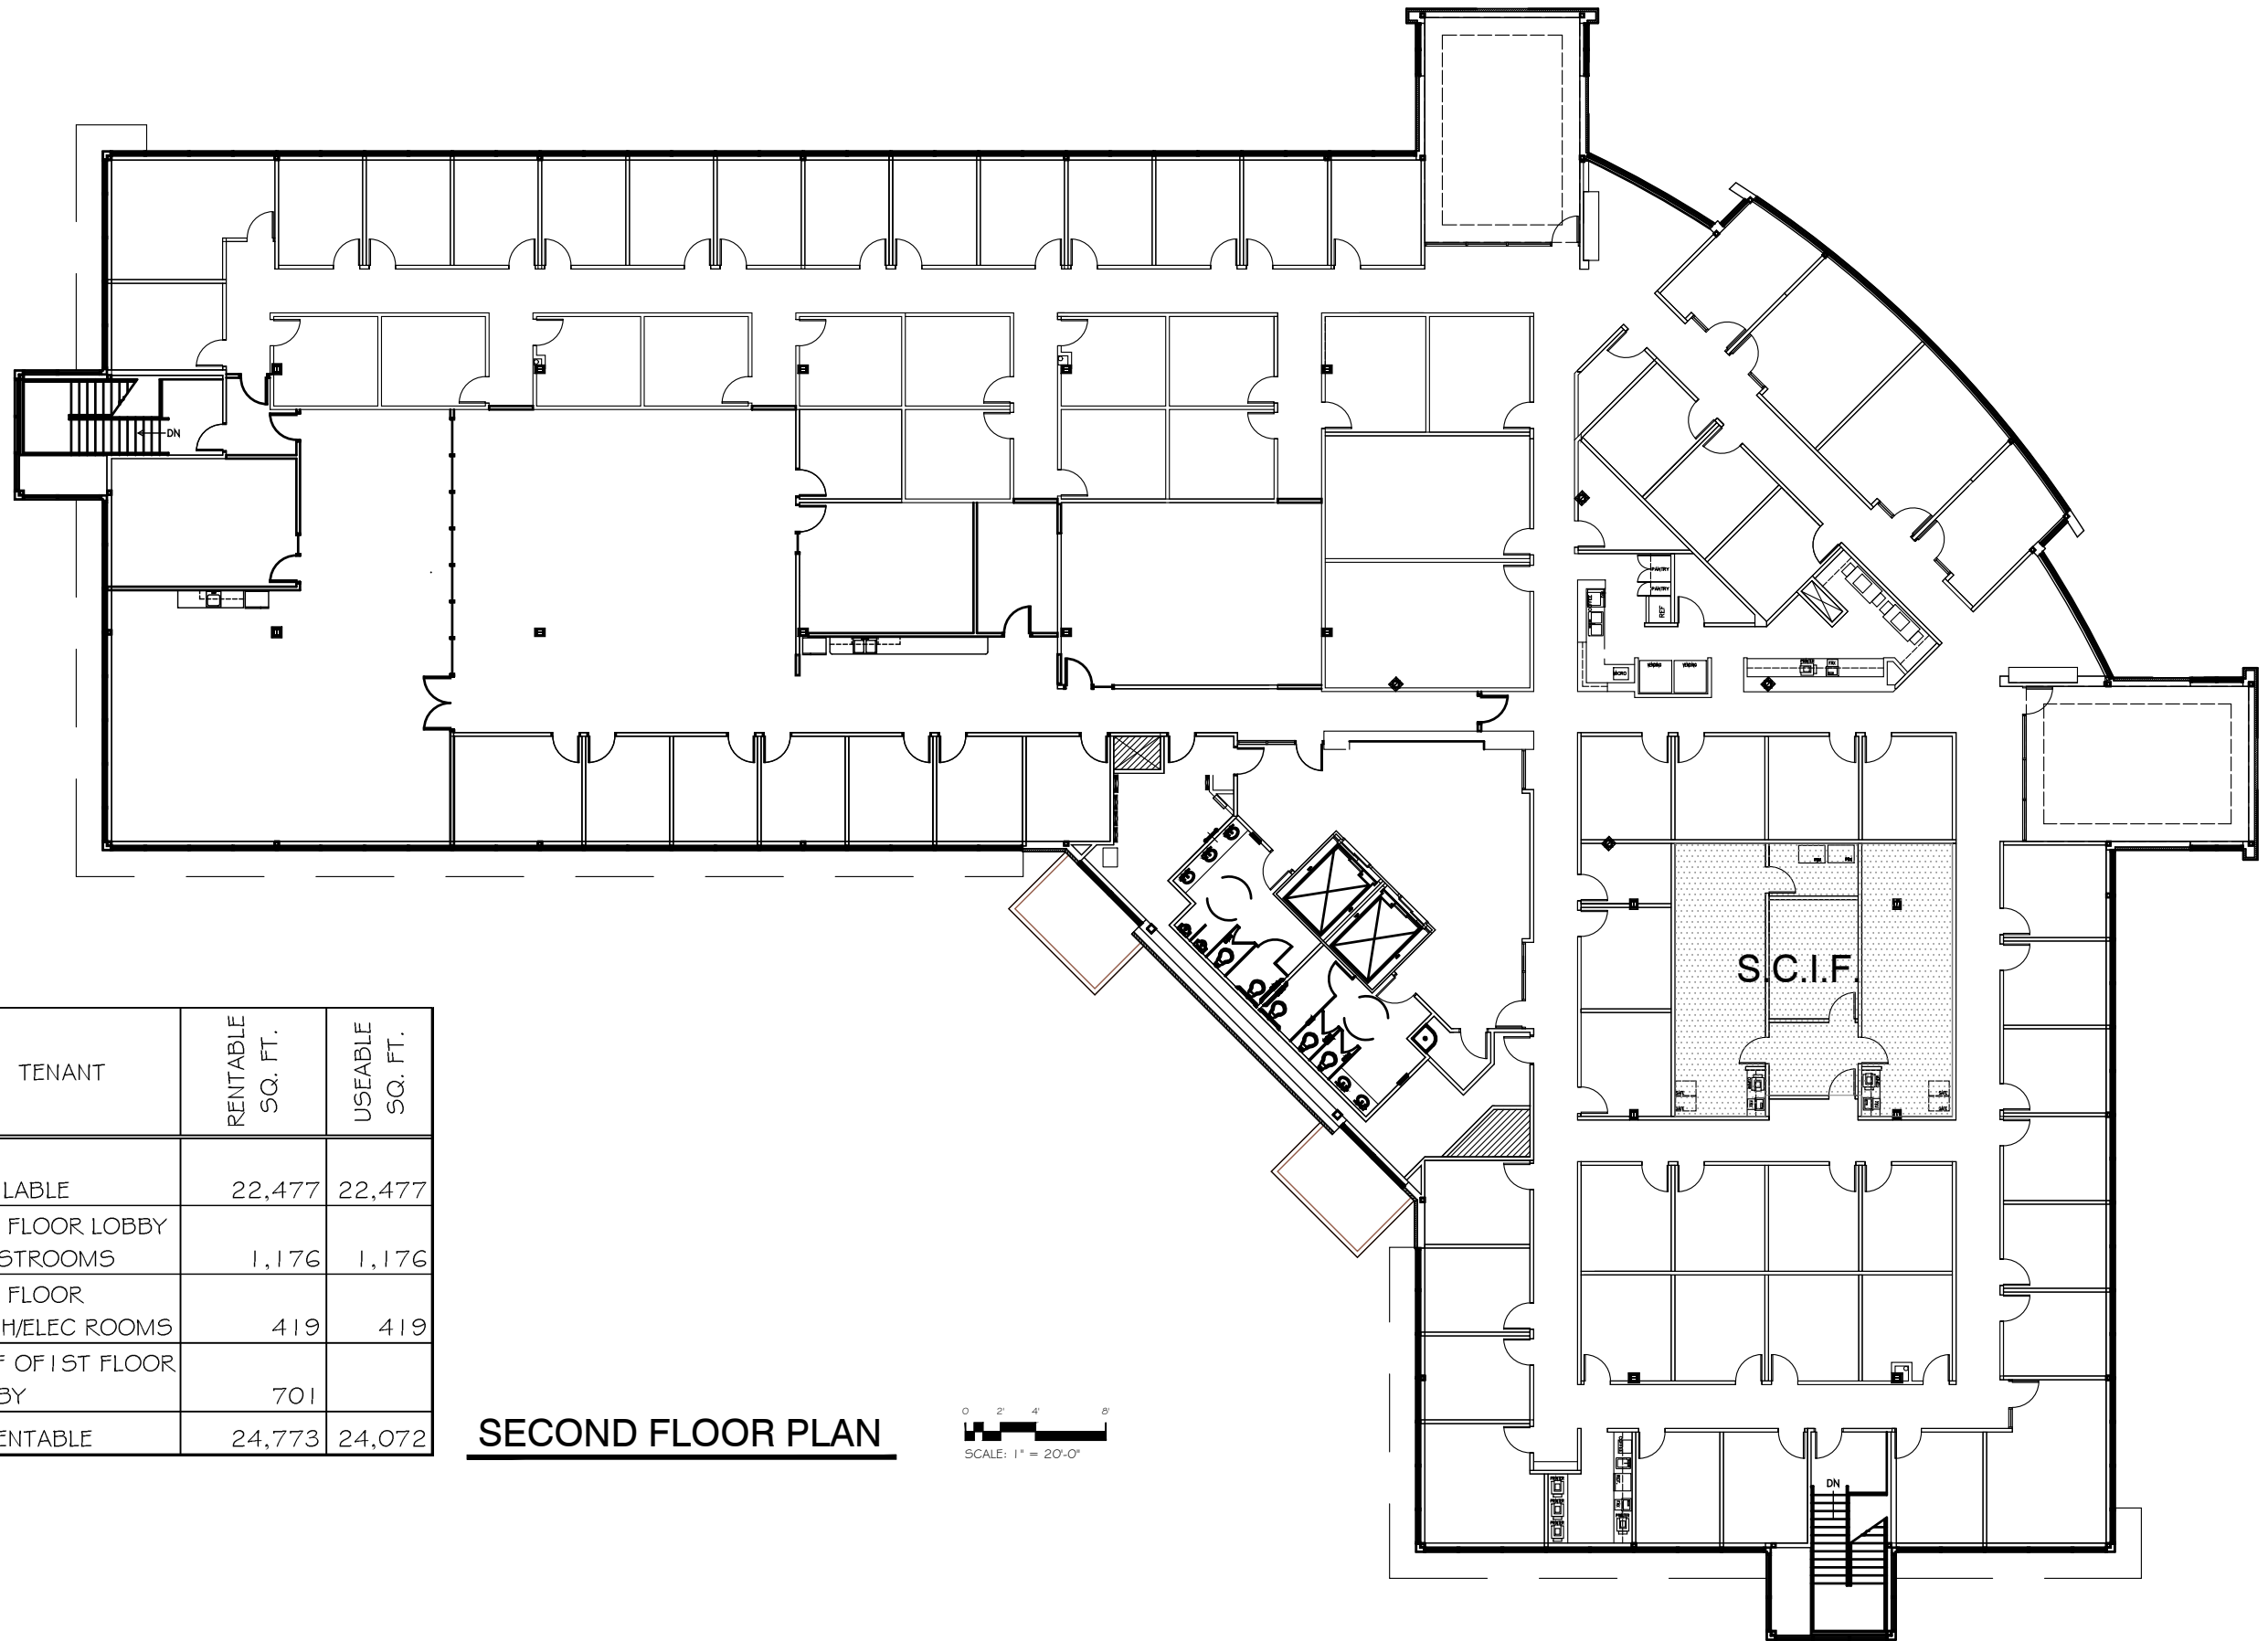 DN
PANTRY
PANTRY
REF
MICRO
S.C.I.F.
TENANT
RENTABLE
SQ. FT.
USEABLE
SQ. FT.
LABLE 22,477 22,477
FLOOR LOBBY
STROOMS 1,176 1,176
FLOOR
H/ELEC ROOMS 419 419
F OF 1ST FLOOR
BY 701
ENTABLE 24,773 24,072
SECOND FLOOR PLAN
0 2' 4' 8'
SCALE: 1" = 20'-0"
DN